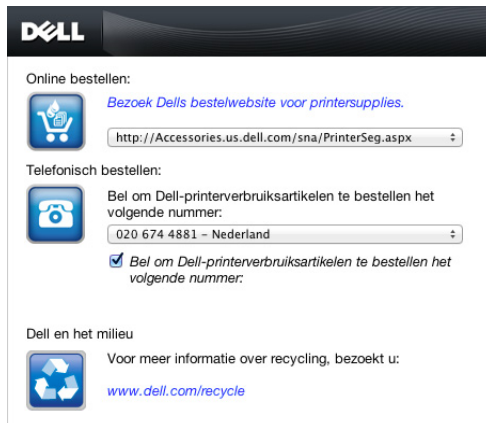 DELL
Online bestellen:
Bezoek Dells bestelwebsite voor printersupplies.
http://Accessories.us.dell.com/sna/PrinterSeg.aspx
Telefonisch bestellen:
Bel om Dell-printerverbruiksartikelen te bestellen het
volgende nummer:
020 674 4881 – Nederland
Bel om Dell-printerverbruiksartikelen te bestellen het
volgende nummer:
Dell en het milieu
Voor meer informatie over recycling, bezoekt u:
www.dell.com/recycle